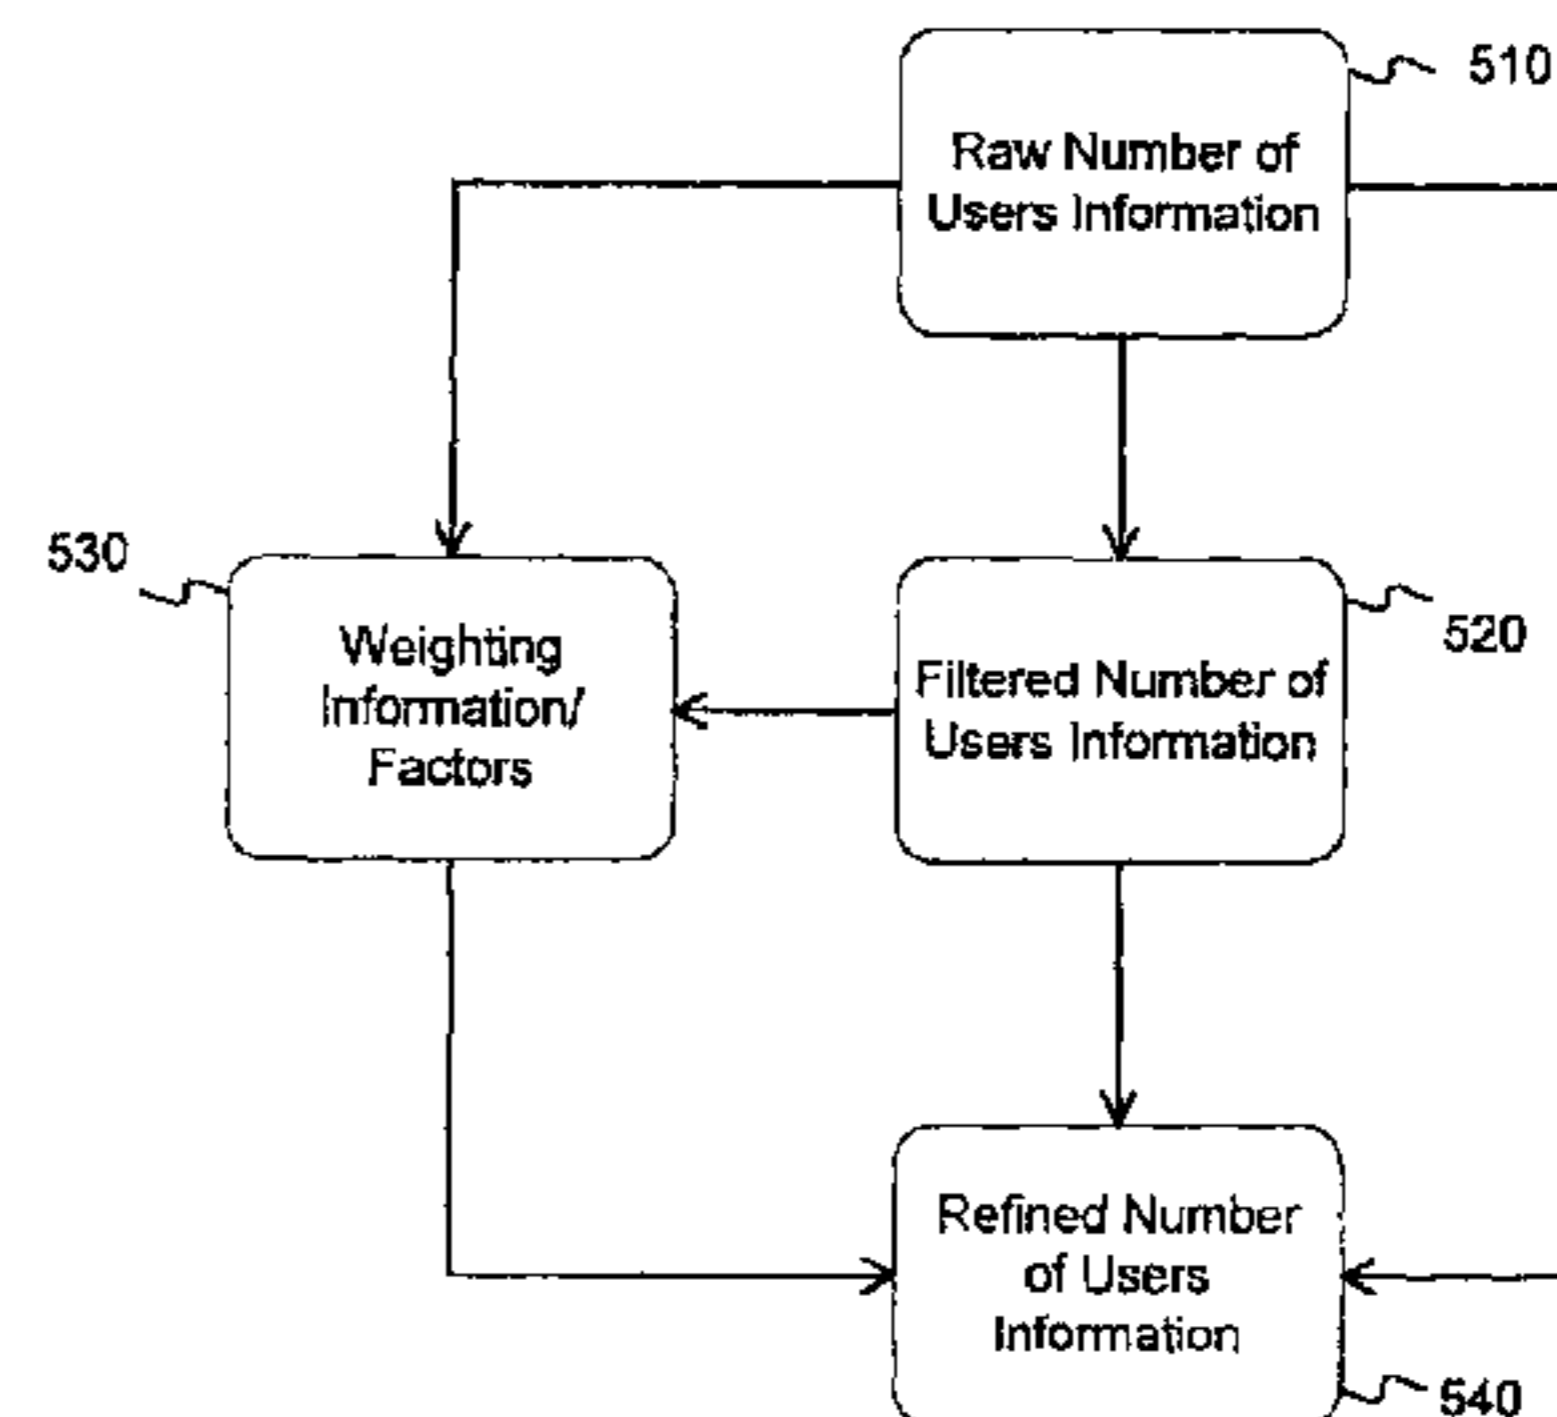 510
Raw Number of
Users Information
530
Weighting
Information/
Factors
520
Filtered Number of
Users Information
Refined Number
of Users
Information
540